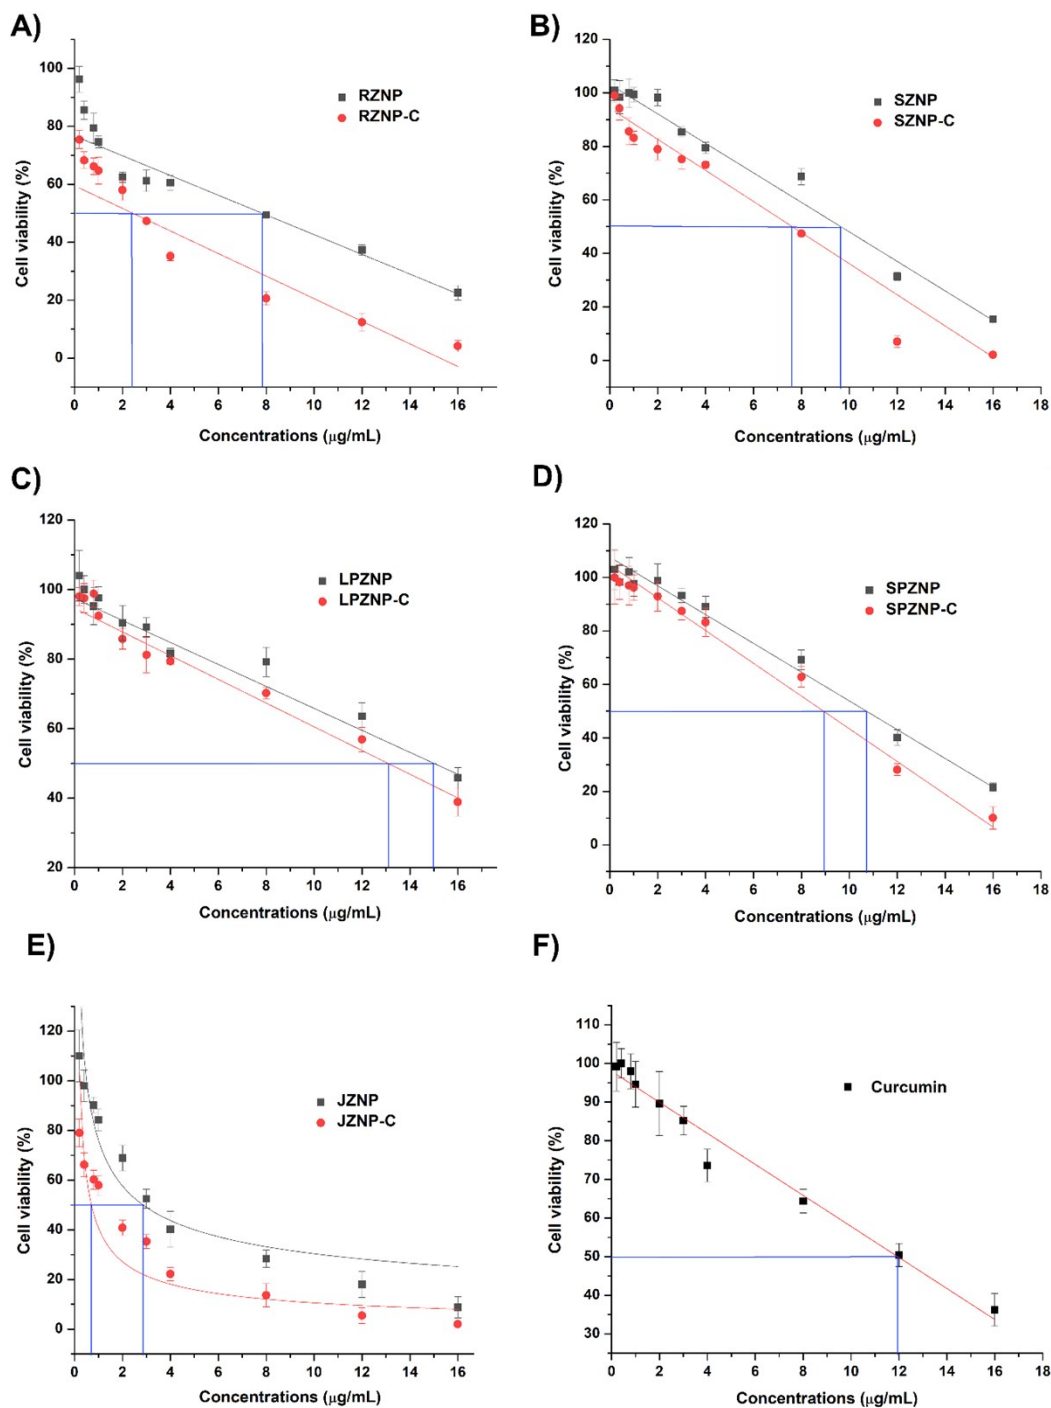 A)
100
80
60
40
20
0
Cell viability (%)
RZNP
RZNP-C
0 2 4 6 8 10 12 14 16
Concentrations (μg/mL)
B)
120
100
80
60
40
20
0
Cell viability (%)
SZNP
SZNP-C
0 2 4 6 8 10 12 14 16 18
Concentrations (μg/mL)
C)
120
100
80
60
40
20
Cell viability (%)
LPZNP
LPZNP-C
0 2 4 6 8 10 12 14 16
Concentrations (μg/mL)
D)
120
100
80
60
40
20
0
Cell viability (%)
SPZNP
SPZNP-C
0 2 4 6 8 10 12 14 16 18
Concentrations (μg/mL)
E)
120
100
80
60
40
20
0
Cell viability (%)
JZNP
JZNP-C
0 2 4 6 8 10 12 14 16
Concentrations (μg/mL)
F)
110
100
90
80
70
60
50
40
30
Cell viability (%)
Curcumin
0 2 4 6 8 10 12 14 16 18
Concentrations (μg/mL)